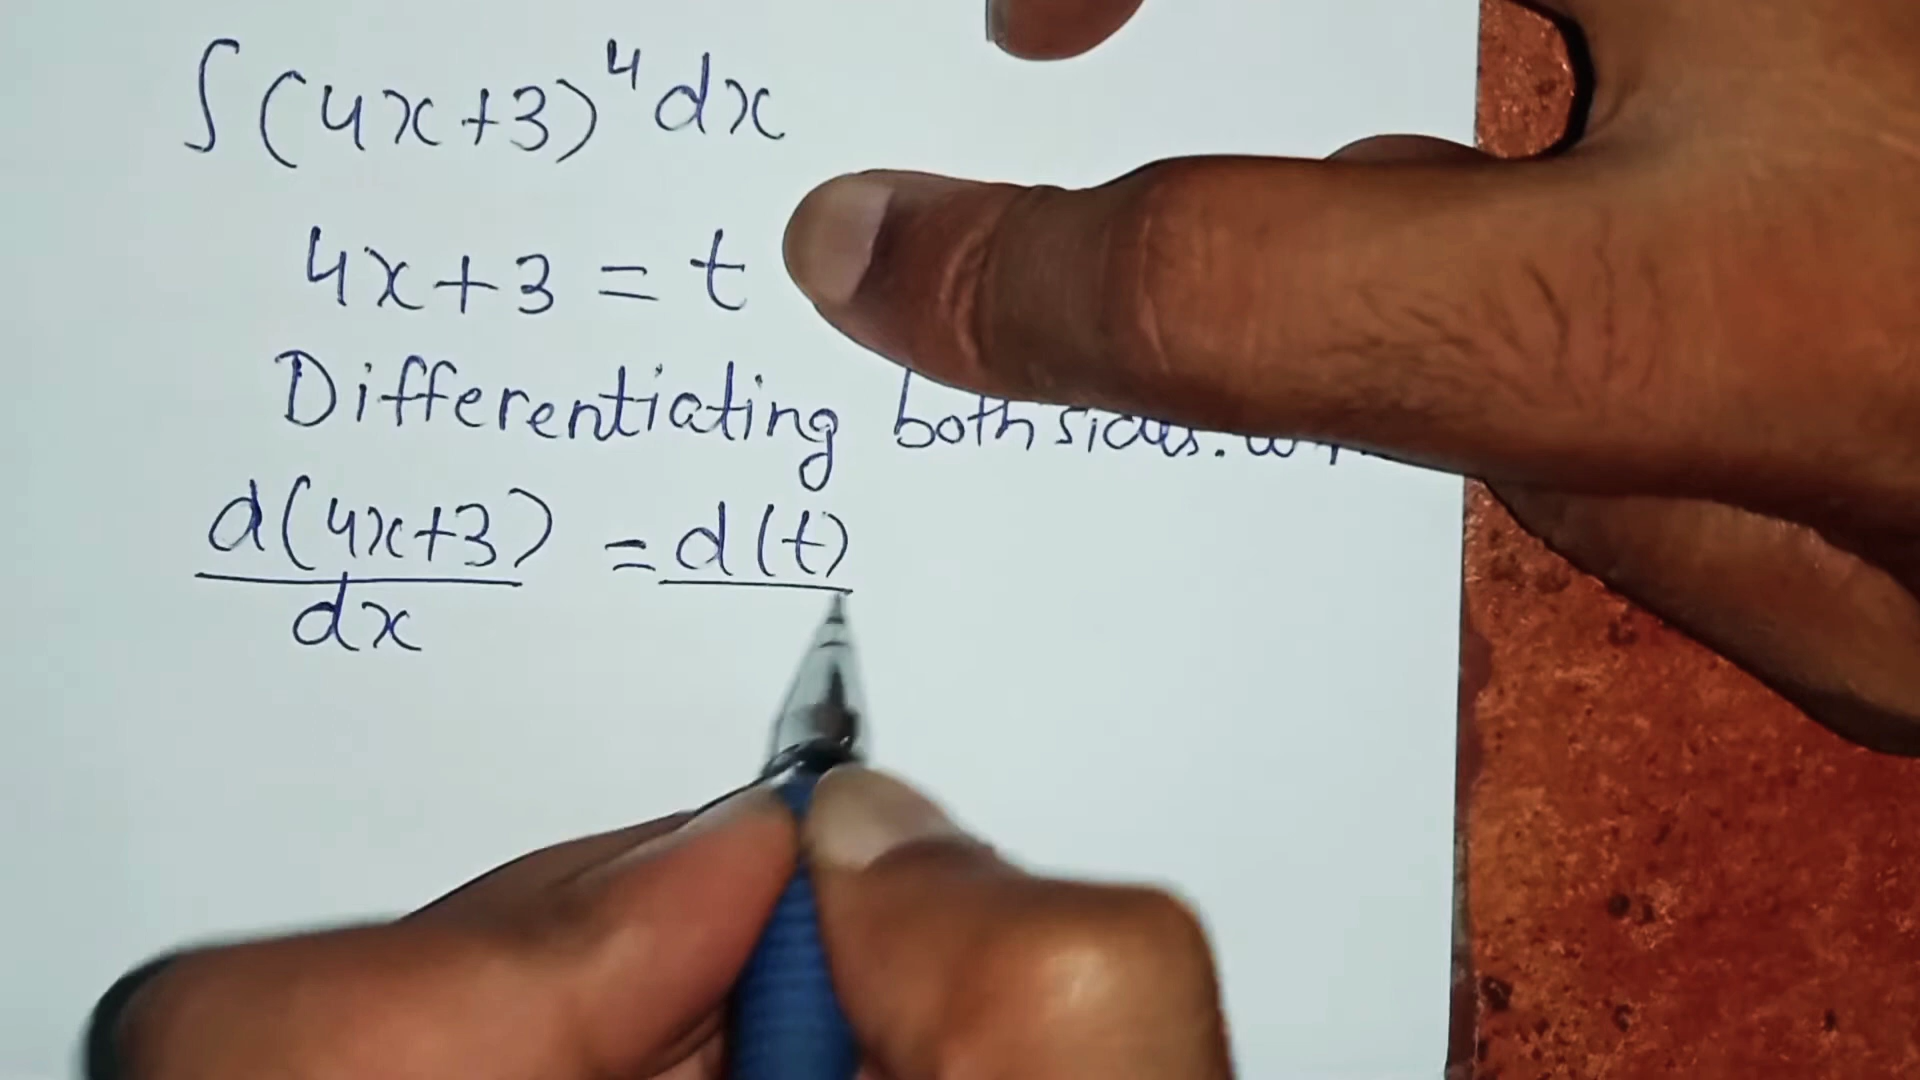 ∫(4x+3)⁴dx
4x+3 = t
Differentiating both sides.
d(4x+3) = d(t)
dx